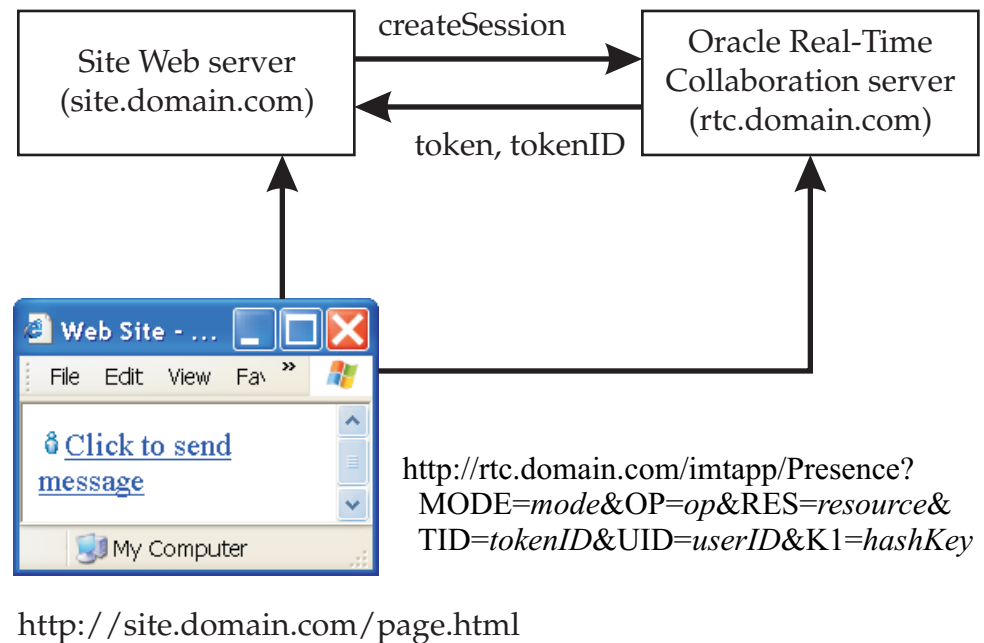 Site Web server
(site.domain.com)
createSession
token, tokenID
Oracle Real-Time
Collaboration server
(rtc.domain.com)
Web Site - ...
File Edit View Fav »
Click to send
message
My Computer
http://rtc.domain.com/imtapp/Presence?
MODE=mode&OP=op&RES=resource&
TID=tokenID&UID=userID&K1=hashKey
http://site.domain.com/page.html